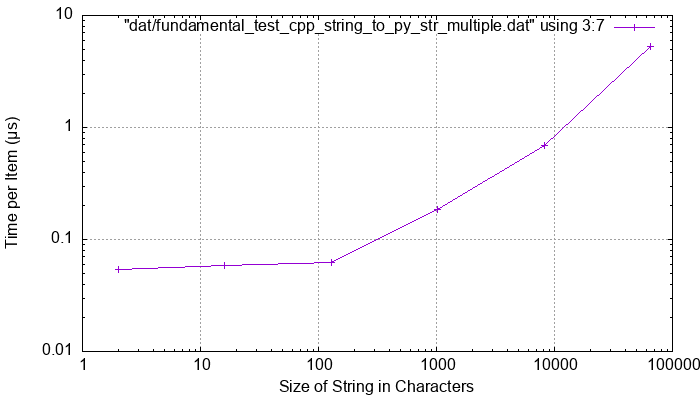 "dat/fundamental_test_cpp_string_to_py_str_multiple.dat" using 3:7
10
1
0.1
0.01
Time per Item (µs)
1 10 100 1000 10000 100000
Size of String in Characters